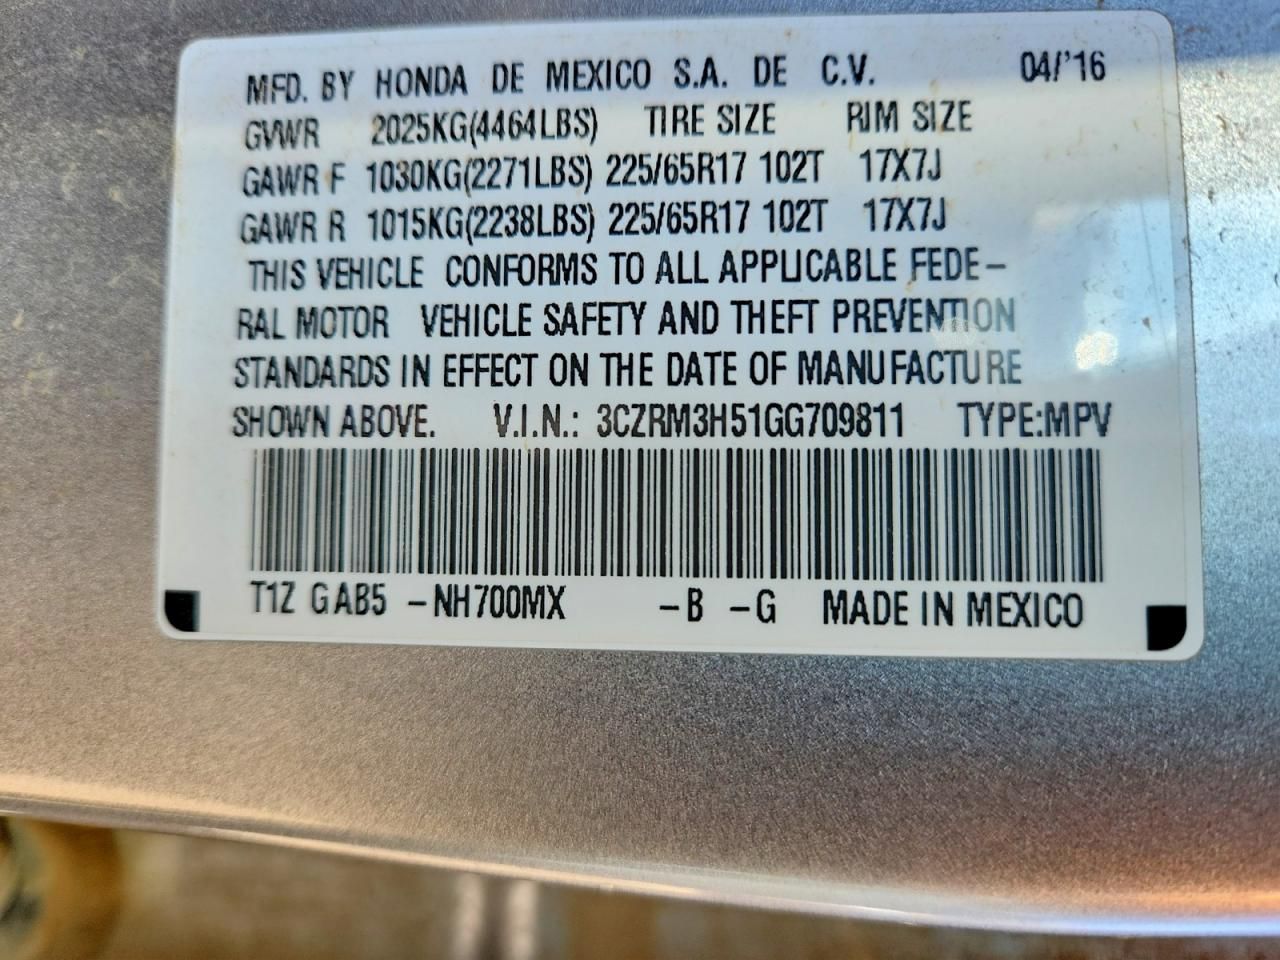 MFD. BY HONDA DE MEXICO S.A. DE C.V. 04/'16
GVWR 2025KG(4464LBS) TIRE SIZE RIM SIZE
GAWR F 1030KG(2271LBS) 225/65R17 102T 17X7J
GAWR R 1015KG(2238LBS) 225/65R17 102T 17X7J
THIS VEHICLE CONFORMS TO ALL APPLICABLE FEDE-
RAL MOTOR VEHICLE SAFETY AND THEFT PREVENTION
STANDARDS IN EFFECT ON THE DATE OF MANUFACTURE
SHOWN ABOVE. V.I.N.: 3CZRM3H51GG709811 TYPE:MPV
T1Z GAB5 -NH700MX -B -G MADE IN MEXICO